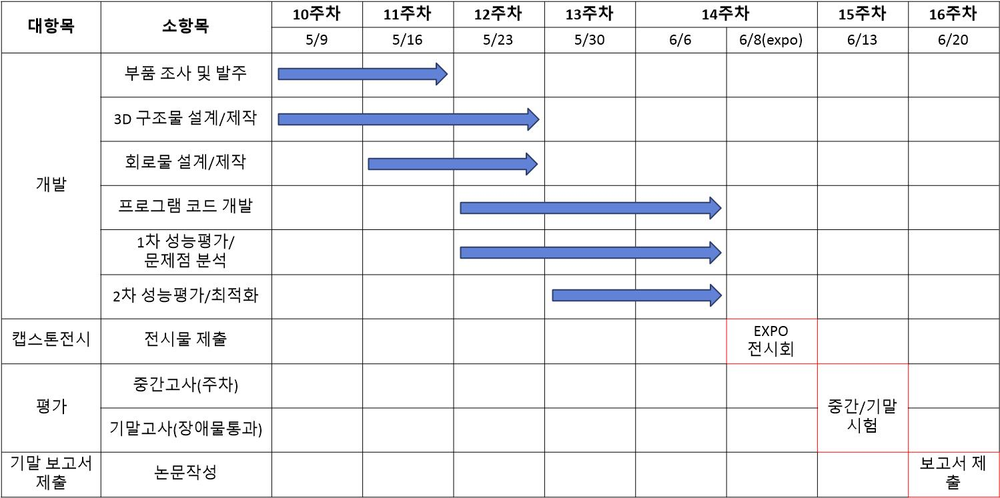 대항목
소항목
10주차
11주차
12주차
13주차
14주차
15주차
16주차
5/9
5/16
5/23
5/30
6/6
6/8(expo)
6/13
6/20
개발
부품 조사 및 발주
3D 구조물 설계/제작
회로물 설계/제작
프로그램 코드 개발
1차 성능평가/
문제점 분석
2차 성능평가/최적화
캡스톤전시
전시물 제출
EXPO
전시회
평가
중간고사(주차)
기말고사(장애물통과)
중간/기말
시험
기말 보고서
제출
논문작성
보고서 제
출